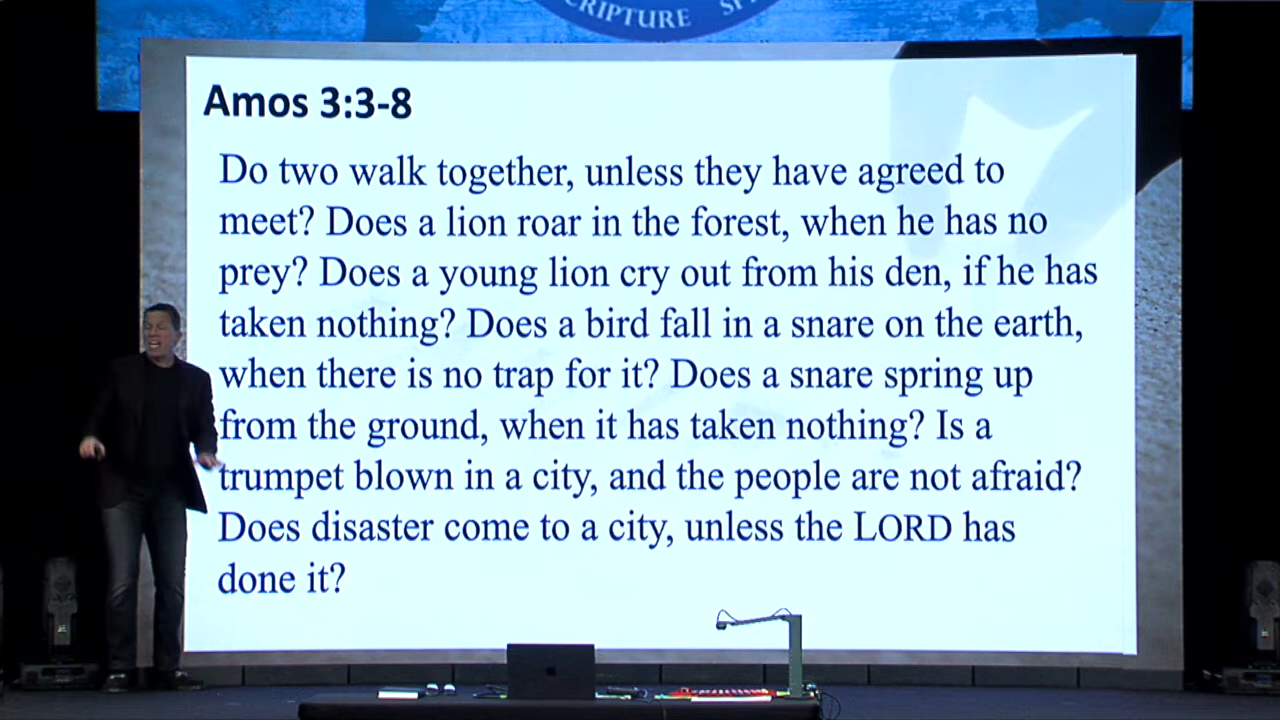 CRIPTURE
Amos 3:3-8
Do two walk together, unless they have agreed to
meet? Does a lion roar in the forest, when he has no
prey? Does a young lion cry out from his den, if he has
taken nothing? Does a bird fall in a snare on the earth,
when there is no trap for it? Does a snare spring up
from the ground, when it has taken nothing? Is a
trumpet blown in a city, and the people are not afraid?
Does disaster come to a city, unless the LORD has
done it?